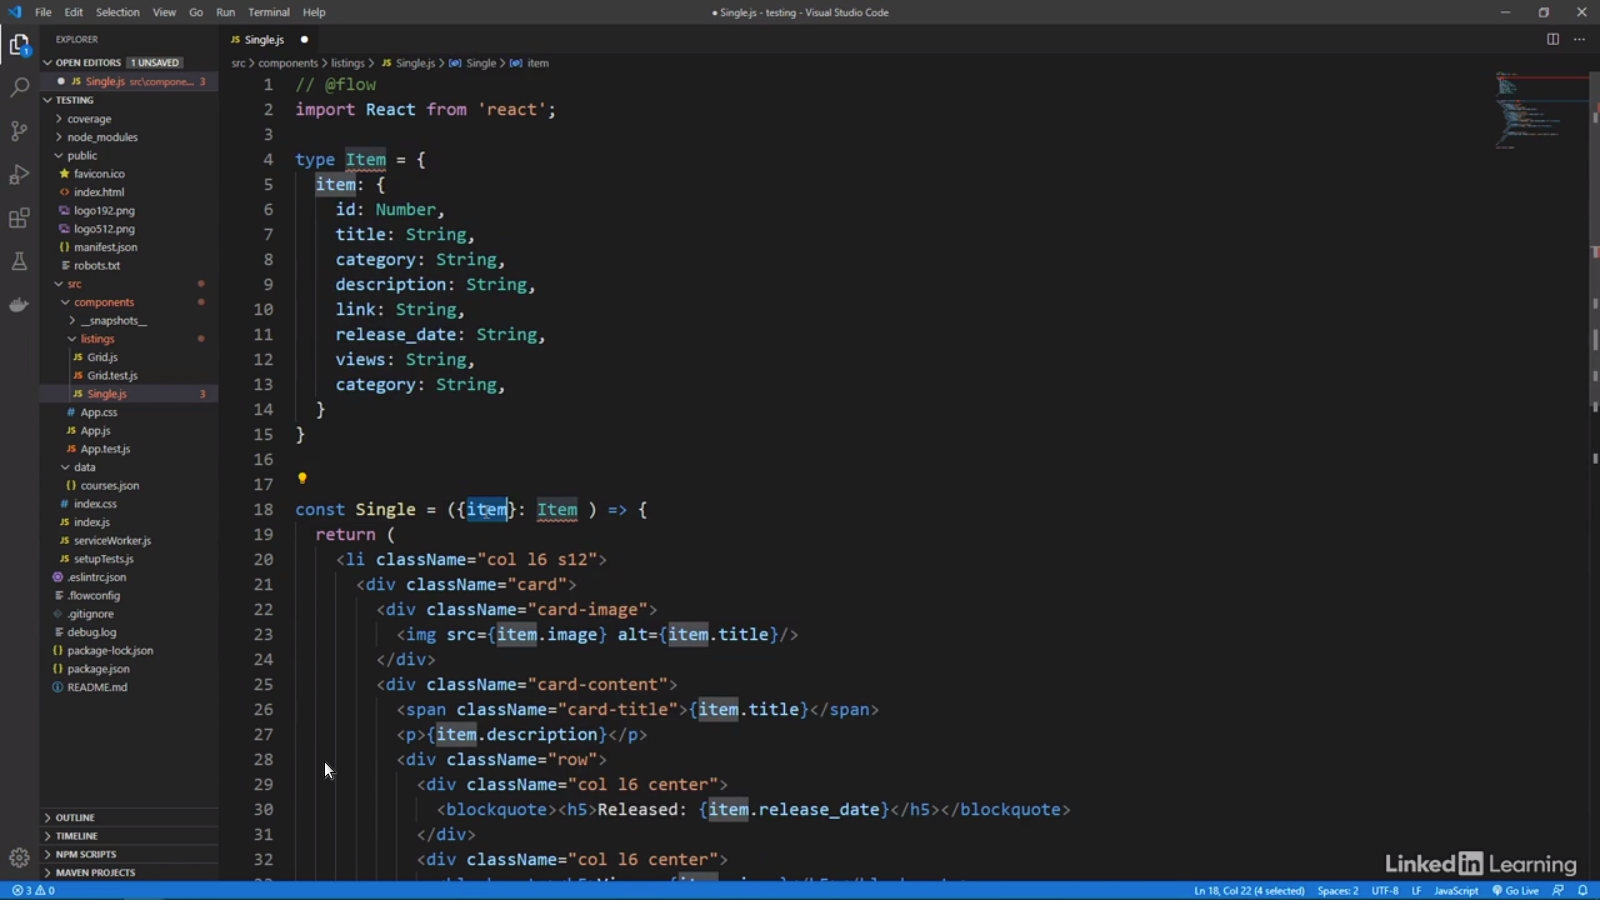 File Edit Selection View Go Run Terminal Help
● Single.js - testing - Visual Studio Code
EXPLORER
OPEN EDITORS 1 UNSAVED
JS Single.js src\compone... 3
TESTING
coverage
node_modules
public
favicon.ico
index.html
logo192.png
logo512.png
manifest.json
robots.txt
src
components
__snapshots__
listings
JS Grid.js
JS Grid.test.js
JS Single.js 3
# App.css
JS App.js
JS App.test.js
data
{} courses.json
# index.css
JS index.js
JS serviceWorker.js
JS setupTests.js
.eslintrc.json
.flowconfig
.gitignore
debug.log
{} package-lock.json
{} package.json
README.md
OUTLINE
TIMELINE
NPM SCRIPTS
MAVEN PROJECTS
1
JS Single.js ●
src > components > listings > JS Single.js > Single > item
1 // @flow
2 import React from 'react';
3
4 type Item = {
5 item: {
6 id: Number,
7 title: String,
8 category: String,
9 description: String,
10 link: String,
11 release_date: String,
12 views: String,
13 category: String,
14 }
15 }
16
17
18 const Single = ({item}: Item ) => {
19 return (
20 <li className="col l6 s12">
21 <div className="card">
22 <div className="card-image">
23 <img src={item.image} alt={item.title}/>
24 </div>
25 <div className="card-content">
26 <span className="card-title">{item.title}</span>
27 <p>{item.description}</p>
28 <div className="row">
29 <div className="col l6 center">
30 <blockquote><h5>Released: {item.release_date}</h5></blockquote>
31 </div>
32 <div className="col l6 center">
LinkedIn Learning
3 0
Ln 18, Col 22 (4 selected) Spaces: 2 UTF-8 LF JavaScript Go Live